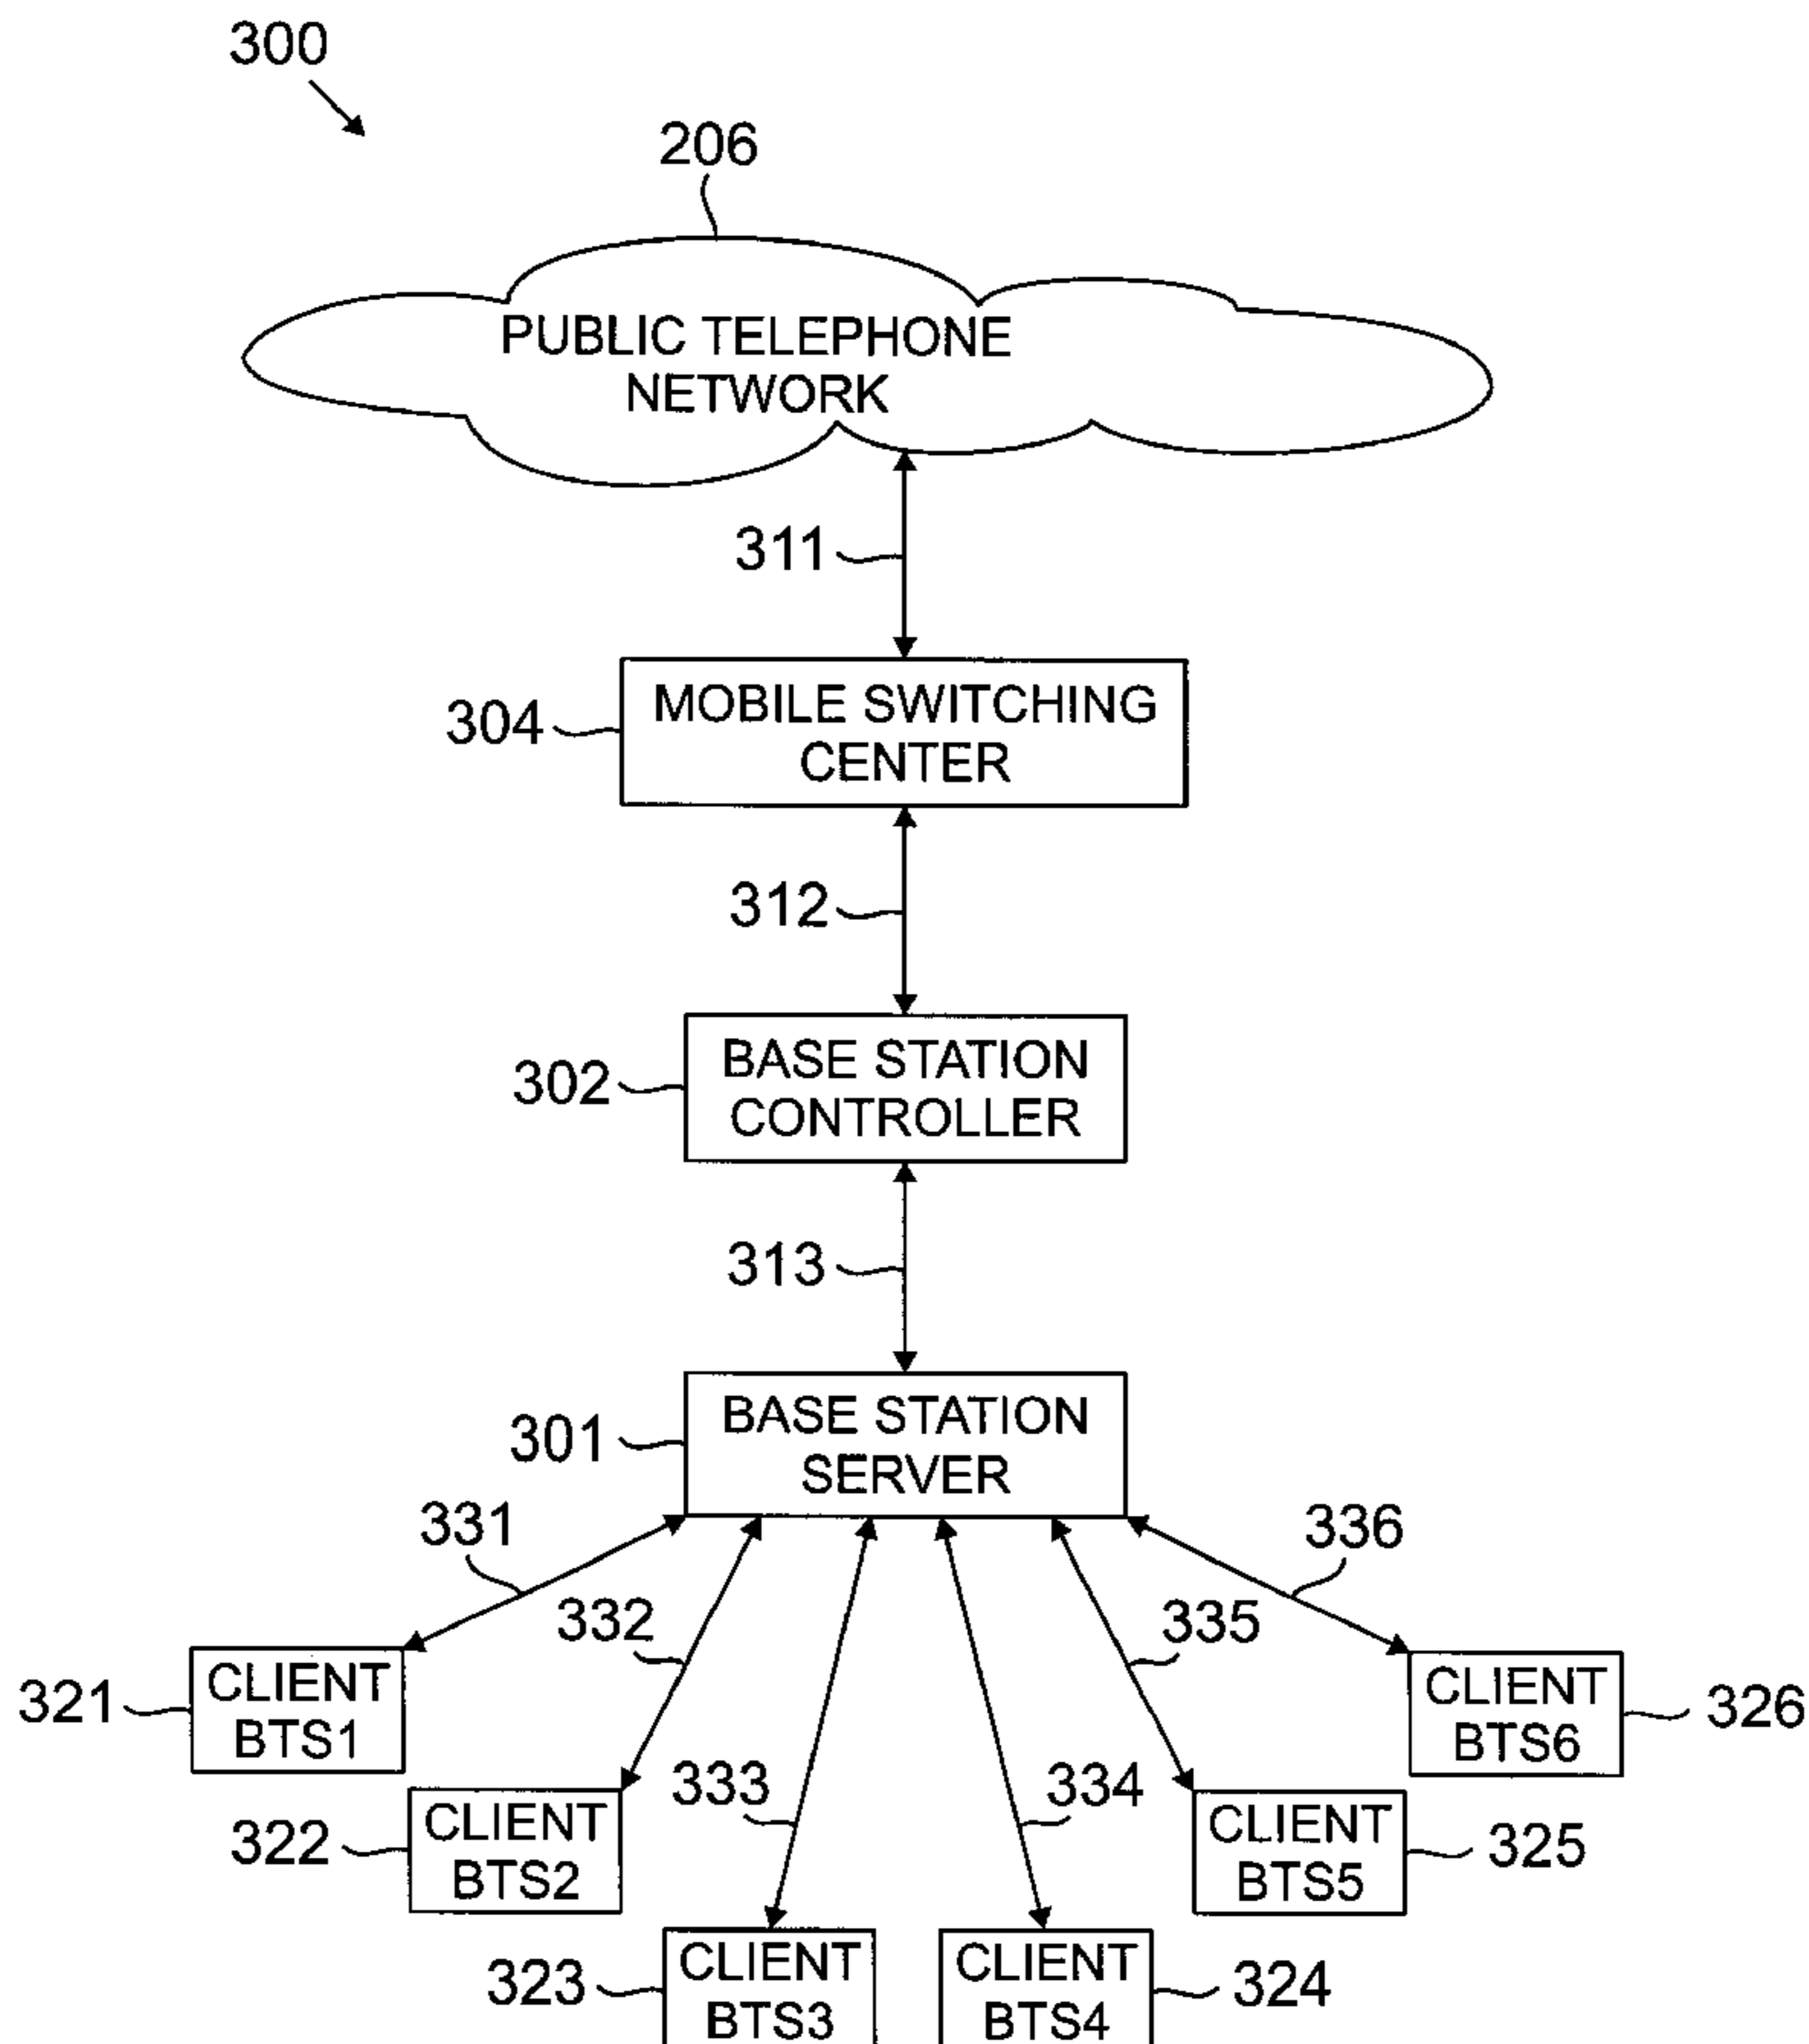 300
206
PUBLIC TELEPHONE
NETWORK
311
304
MOBILE SWITCHING
CENTER
312
302
BASE STATION
CONTROLLER
313
301
BASE STATION
SERVER
331
336
332
335
321
CLIENT
BTS1
CLIENT
BTS6
326
333
334
322
CLIENT
BTS2
CLIENT
BTS5
325
323
CLIENT
BTS3
CLIENT
BTS4
324